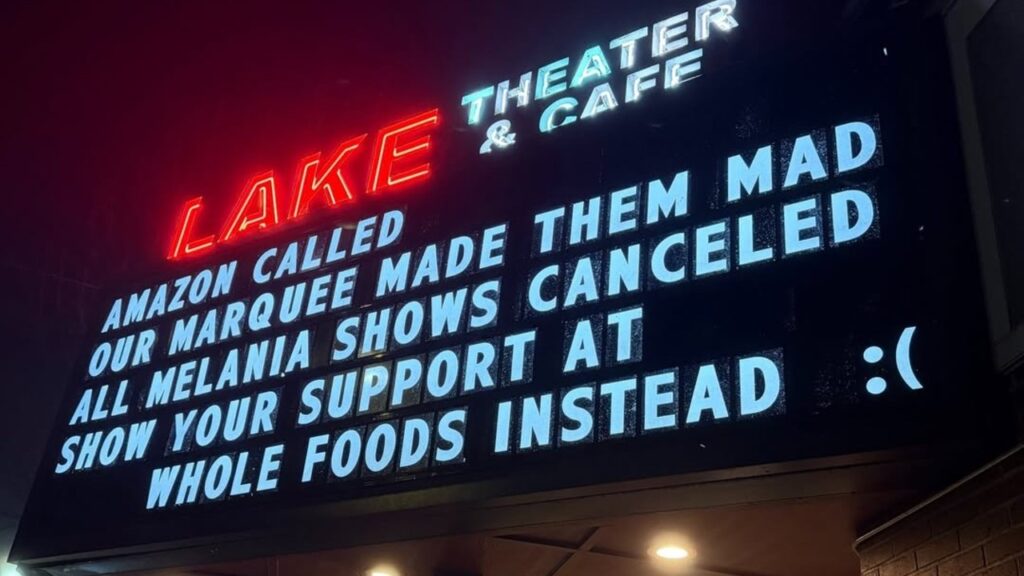 LAKE THEATER
& CAFE
AMAZON CALLED
OUR MARQUEE MADE THEM MAD
ALL MELANIA SHOWS CANCELED
SHOW YOUR SUPPORT AT
WHOLE FOODS INSTEAD :(